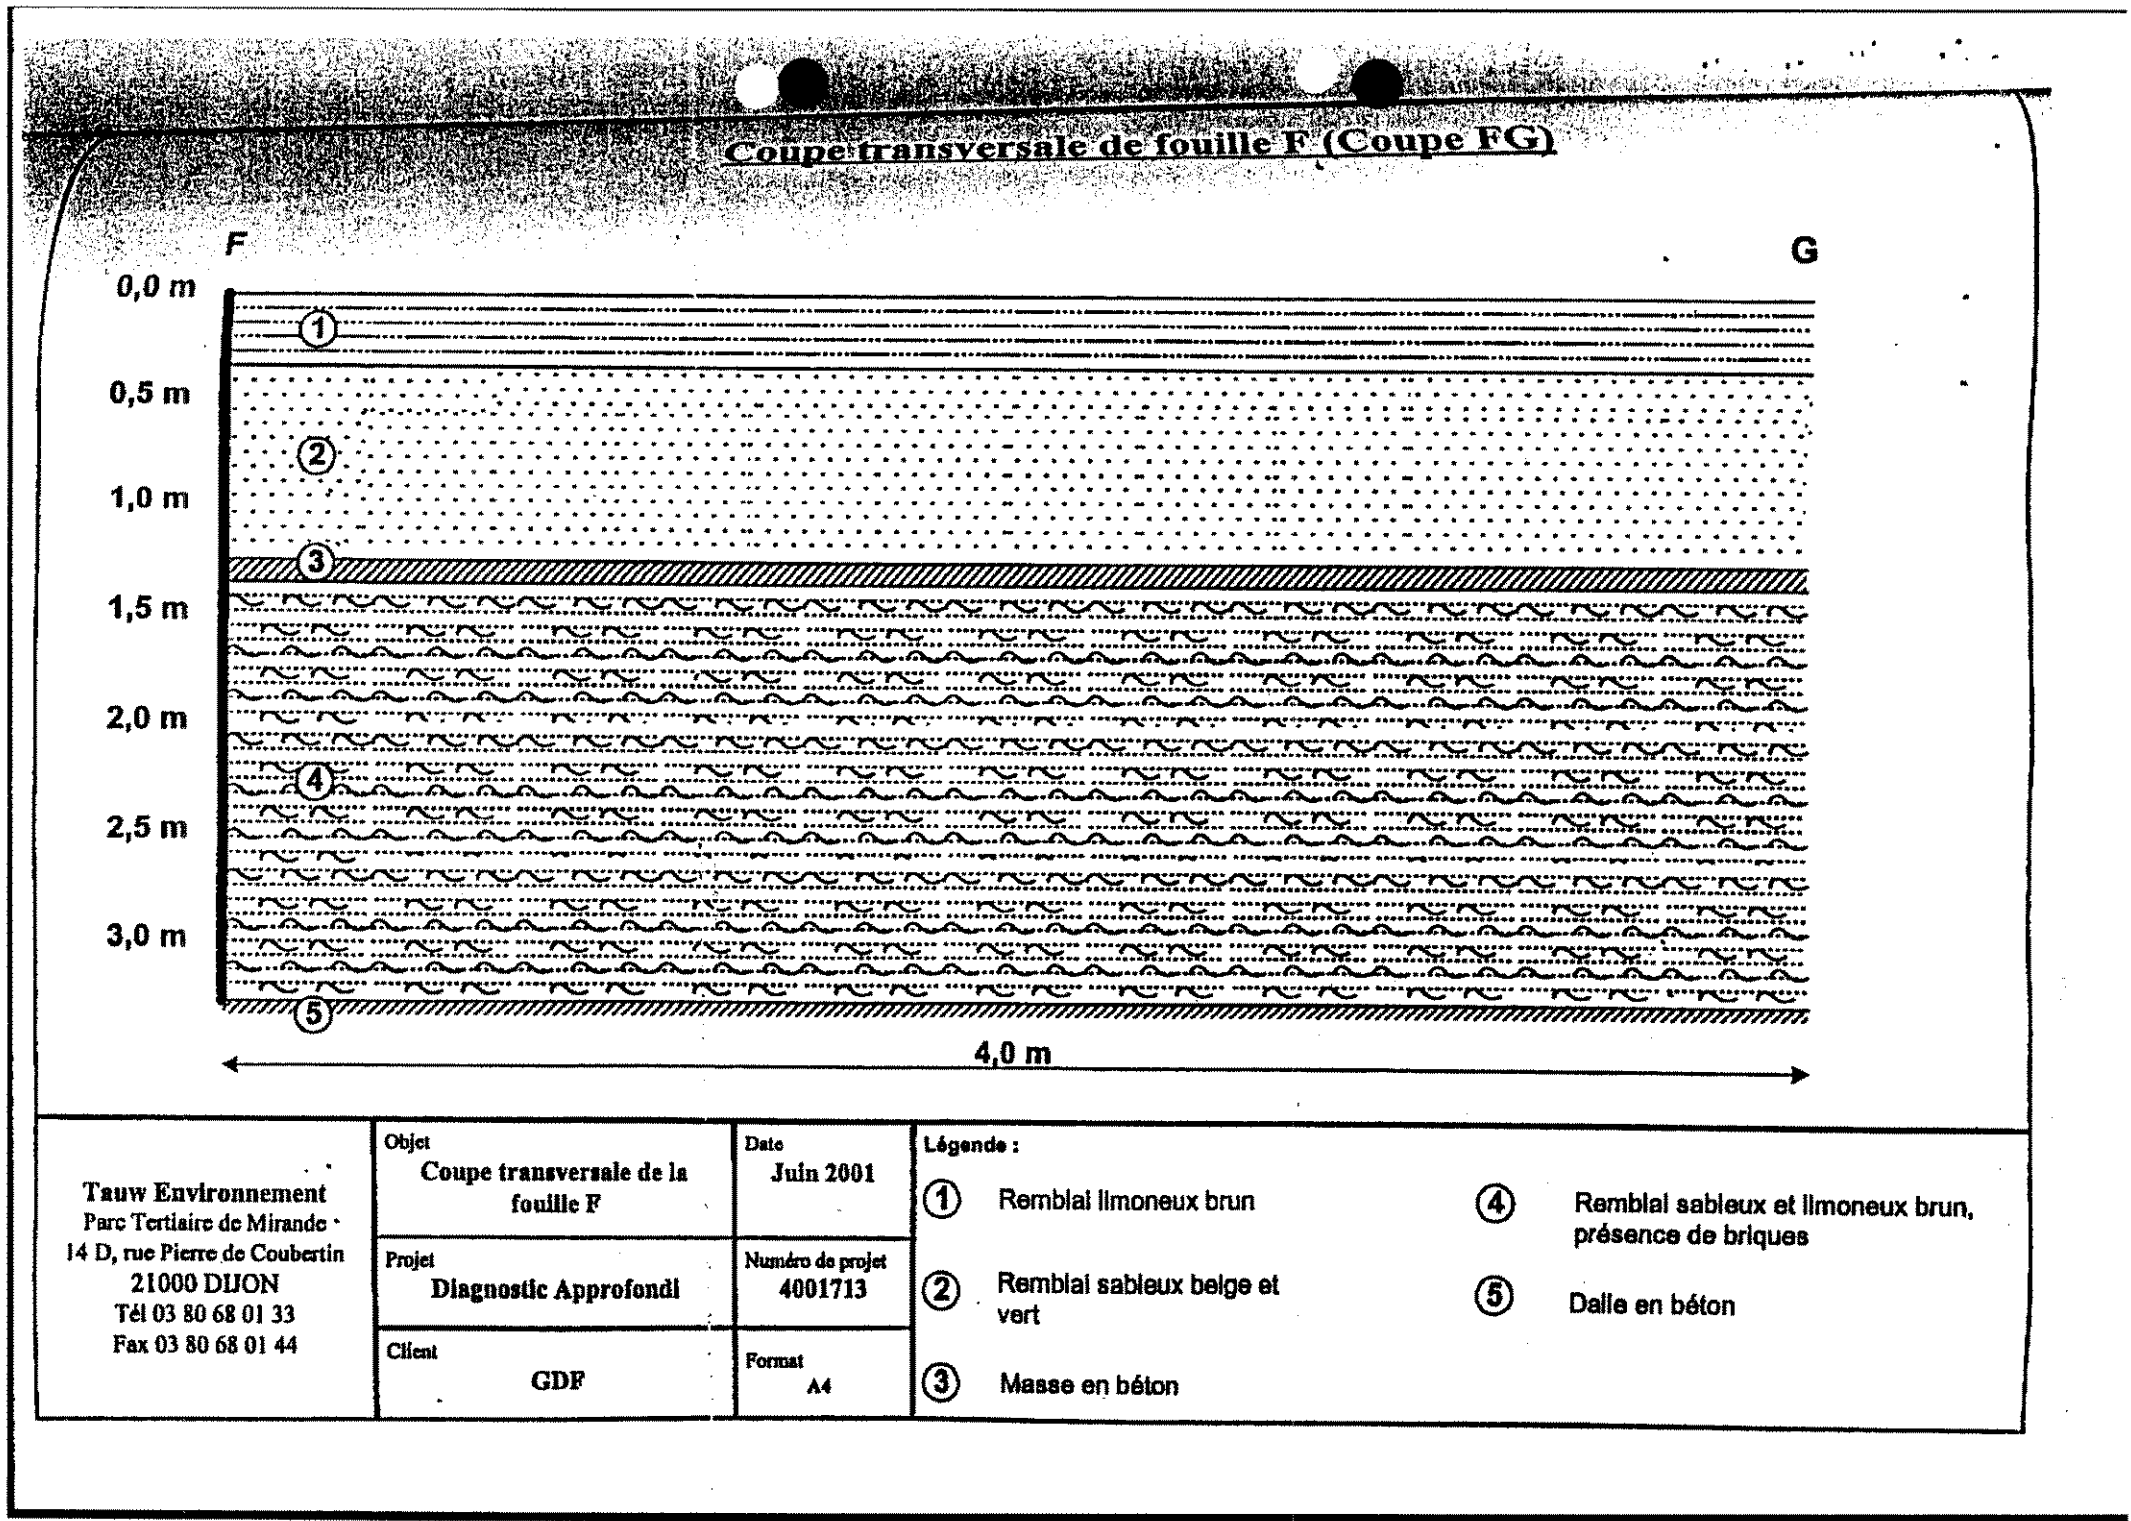 Coupe transversale de fouille F (Coupe FG)
F
G
0,0 m
1
0,5 m
2
1,0 m
3
1,5 m
2,0 m
4
2,5 m
3,0 m
5
4,0 m
Tauw Environnement
Parc Tertiaire de Mirande
14 D, rue Pierre de Coubertin
21000 DIJON
Tél 03 80 68 01 33
Fax 03 80 68 01 44
Objet
Coupe transversale de la
fouille F
Projet
Diagnostic Approfondi
Client
GDF
Date
Juin 2001
Numéro de projet
4001713
Format
A4
Légende :
1 Remblai limoneux brun
2 Remblai sableux beige et
vert
3 Masse en béton
4 Remblai sableux et limoneux brun,
présence de briques
5 Dalle en béton